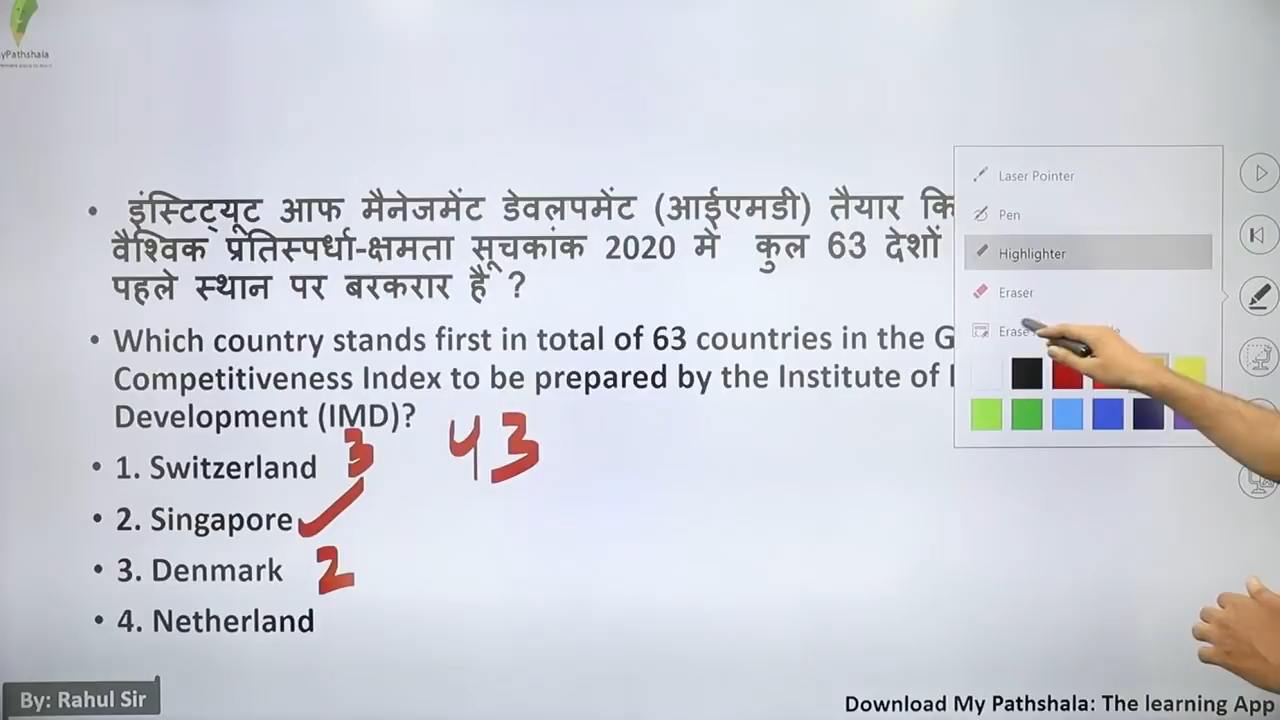 yPathshala
इंस्टिट्यूट आफ मैनेजमेंट डेवलपमेंट (आईएमडी) तैयार कि
वैश्विक प्रतिस्पर्धा-क्षमता सूचकांक 2020 में कुल 63 देशों
पहले स्थान पर बरकरार है ?
Which country stands first in total of 63 countries in the G
Competitiveness Index to be prepared by the Institute of
Development (IMD)?
43
1. Switzerland 3
2. Singapore
3. Denmark 2
4. Netherland
Laser Pointer
Pen
Highlighter
Eraser
Erase
By: Rahul Sir
Download My Pathshala: The learning App